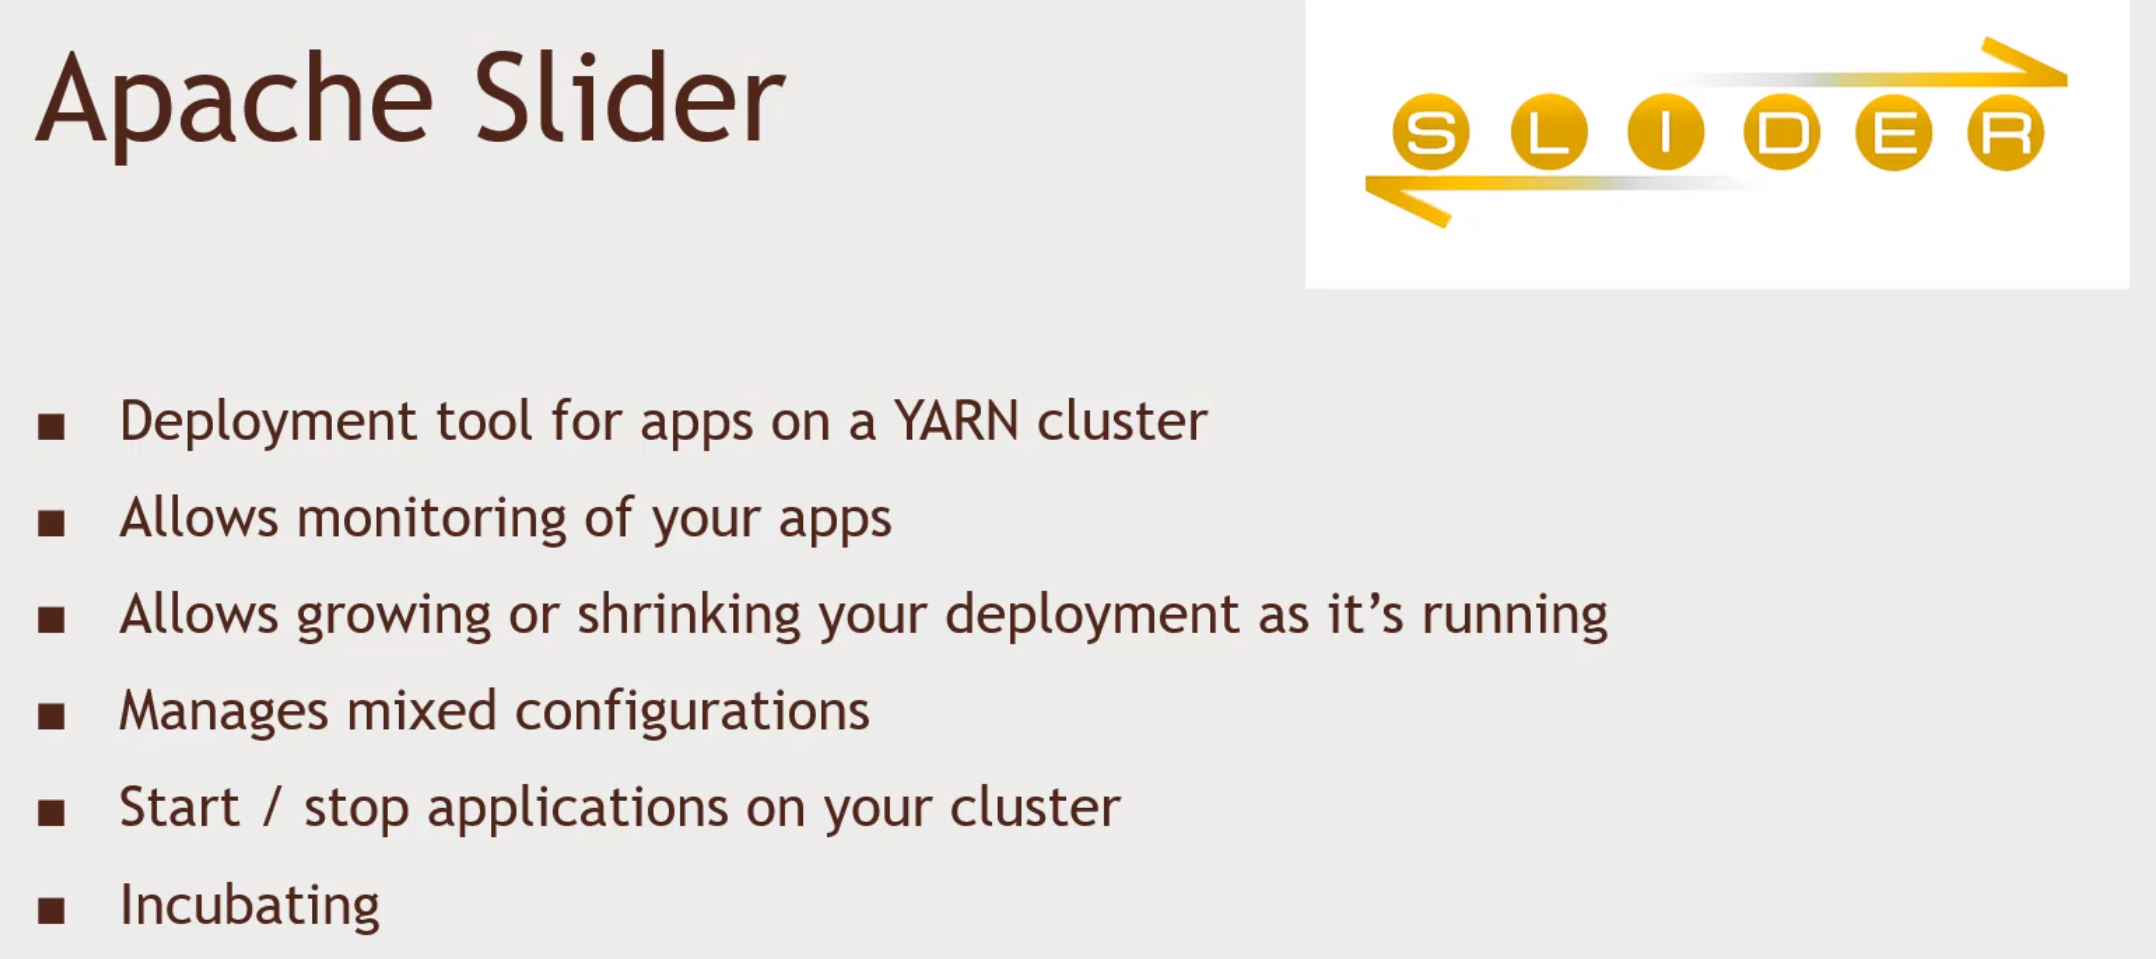 Apache Slider
SLIDER
■ Deployment tool for apps on a YARN cluster
■ Allows monitoring of your apps
■ Allows growing or shrinking your deployment as it’s running
■ Manages mixed configurations
■ Start / stop applications on your cluster
■ Incubating